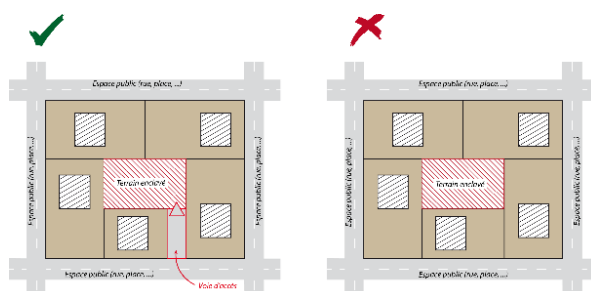 Espace public (rue, place, ...)
Espace public (rue, place, ...)
Espace public (rue, place, ...)
Terrain enclavé
Espace public (rue, place, ...)
Voie d'accès
Espace public (rue, place, ...)
Espace public (rue, place, ...)
Espace public (rue, place, ...)
Terrain enclavé
Espace public (rue, place, ...)